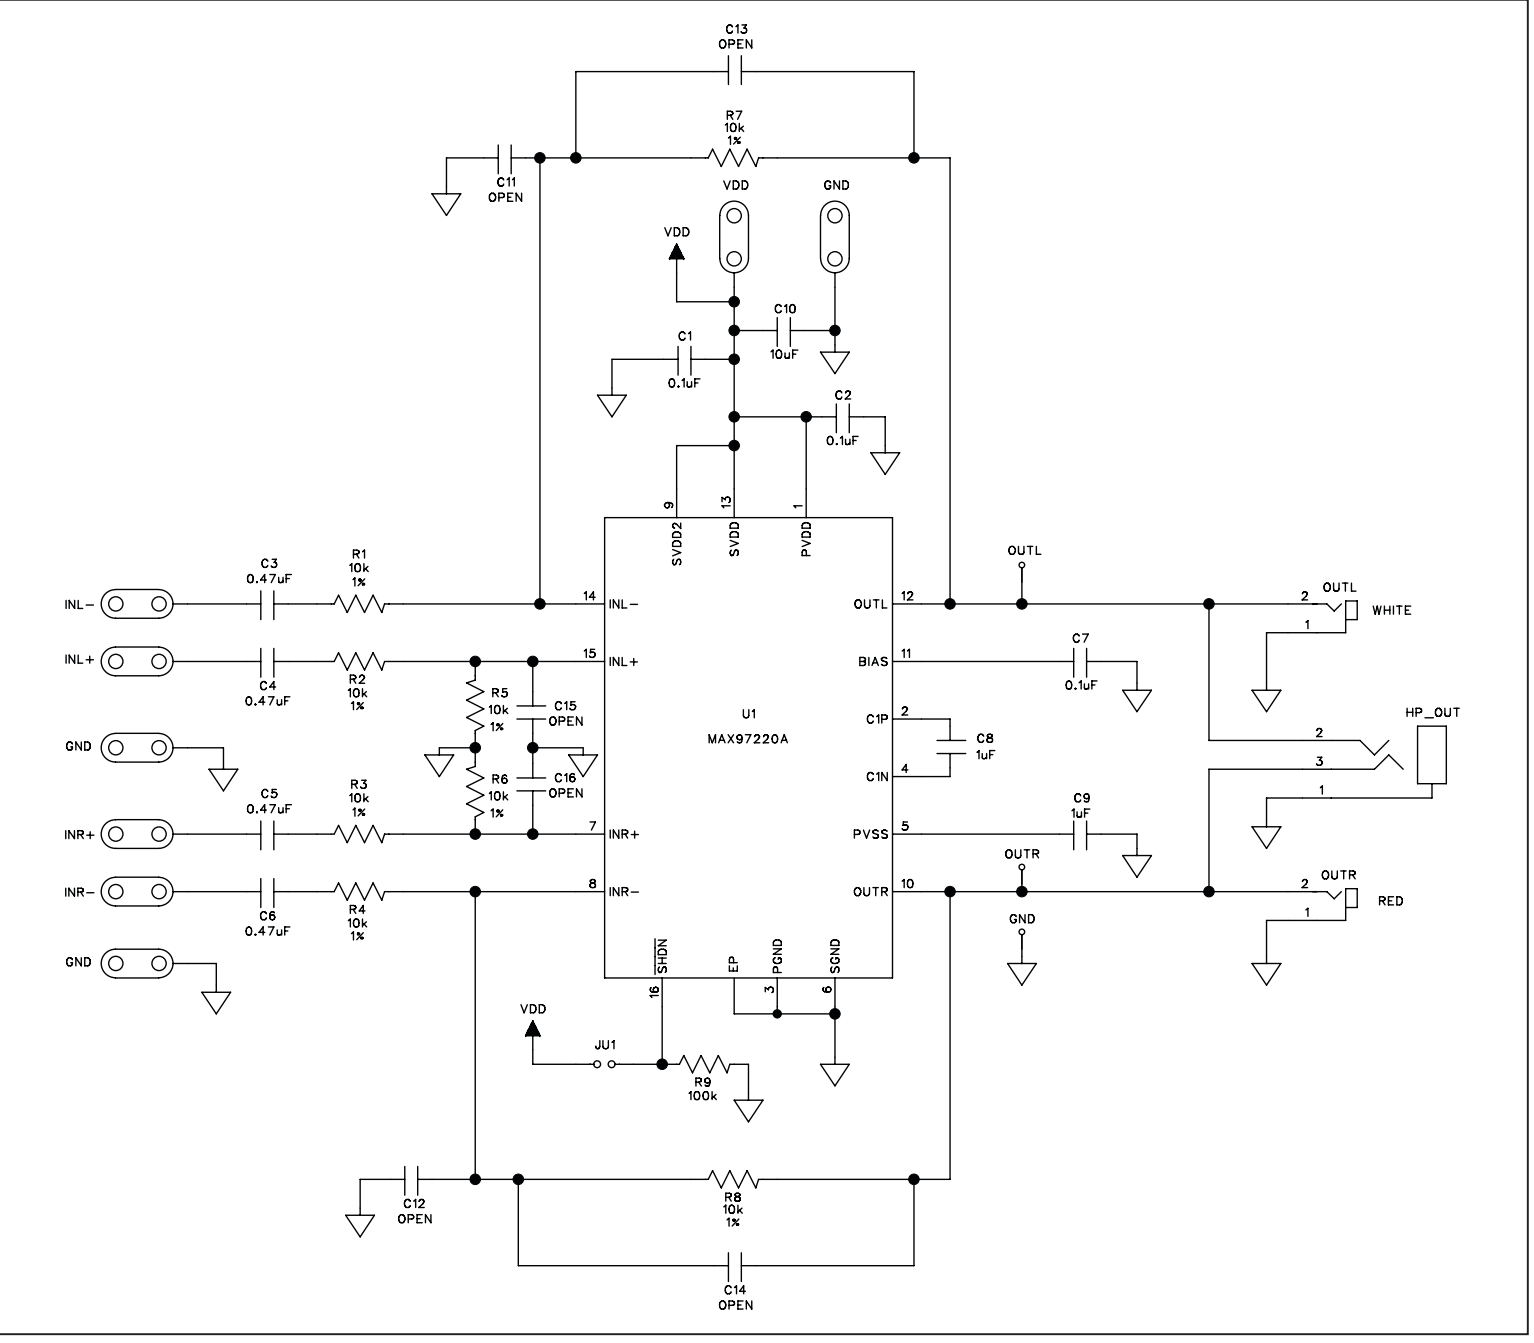 C13
OPEN
R7
10k
1%
C11
OPEN
VDD
GND
VDD
C10
10uF
C1
0.1uF
C2
0.1uF
9
13
1
SVDD2
SVDD
PVDD
INL-
C3
0.47uF
R1
10k
1%
14
INL-
INL+
C4
0.47uF
R2
10k
1%
15
INL+
R5
10k
1%
C15
OPEN
GND
R6
10k
1%
C16
OPEN
INR+
C5
0.47uF
R3
10k
1%
7
INR+
INR-
C6
0.47uF
R4
10k
1%
8
INR-
GND
U1
MAX97220A
OUTL
12
OUTL
BIAS
11
C7
0.1uF
C1P
2
C8
1uF
C1N
4
PVSS
5
C9
1uF
OUTR
10
OUTR
GND
OUTL
2
1
WHITE
HP_OUT
2
3
1
OUTR
2
1
RED
SHDN
EP
PGND
SGND
16
3
6
VDD
JU1
R9
100k
C12
OPEN
R8
10k
1%
C14
OPEN